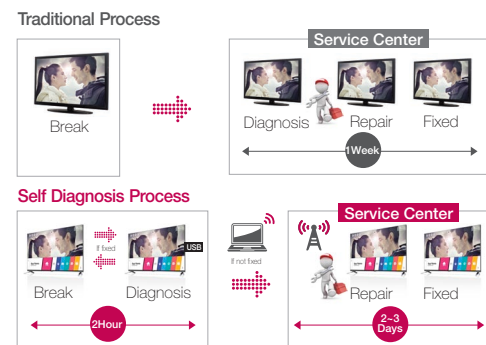 Traditional Process
Service Center
Break
Diagnosis
Repair
Fixed
1Week
Self Diagnosis Process
Service Center
If fixed
USB
If not fixed
Break
Diagnosis
Repair
Fixed
2Hour
2~3
Days